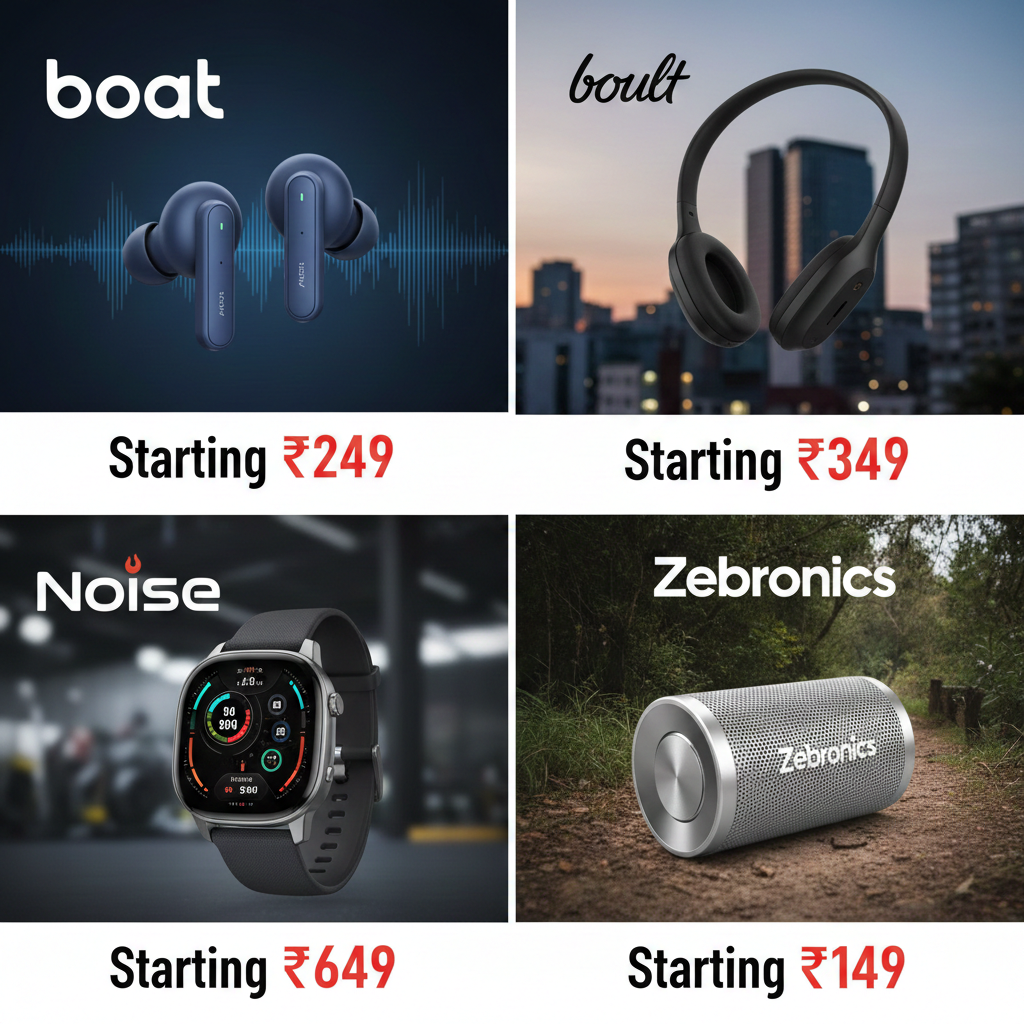 boat
Starting ₹249
boult
Starting ₹349
Noise
Starting ₹649
Zebronics
Zebronics
Starting ₹149